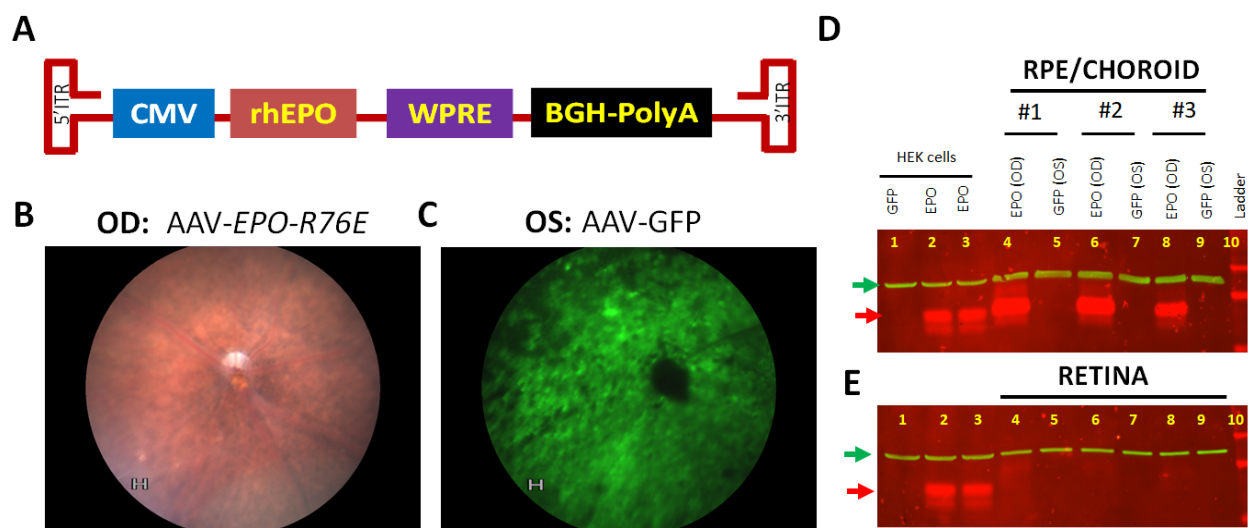 A
5'ITR
CMV
rhEPO
WPRE
BGH-PolyA
3'ITR
B
OD: AAV-EPO-R76E
C
OS: AAV-GFP
D
RPE/CHOROID
#1 #2 #3
HEK cells
GFP EPO EPO EPO (OD) GFP (OS) EPO (OD) GFP (OS) EPO (OD) GFP (OS) Ladder
1 2 3 4 5 6 7 8 9 10
E
RETINA
1 2 3 4 5 6 7 8 9 10